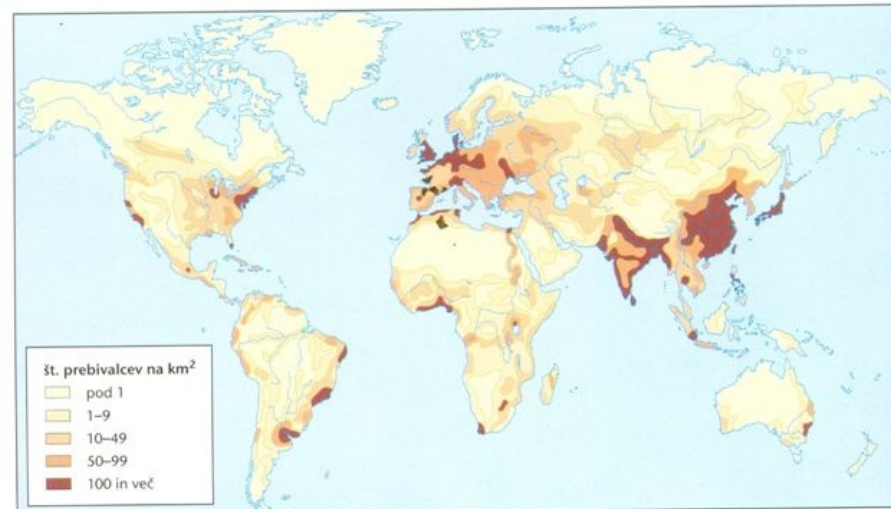 št. prebivalcev na km²
pod 1
1–9
10–49
50–99
100 in več